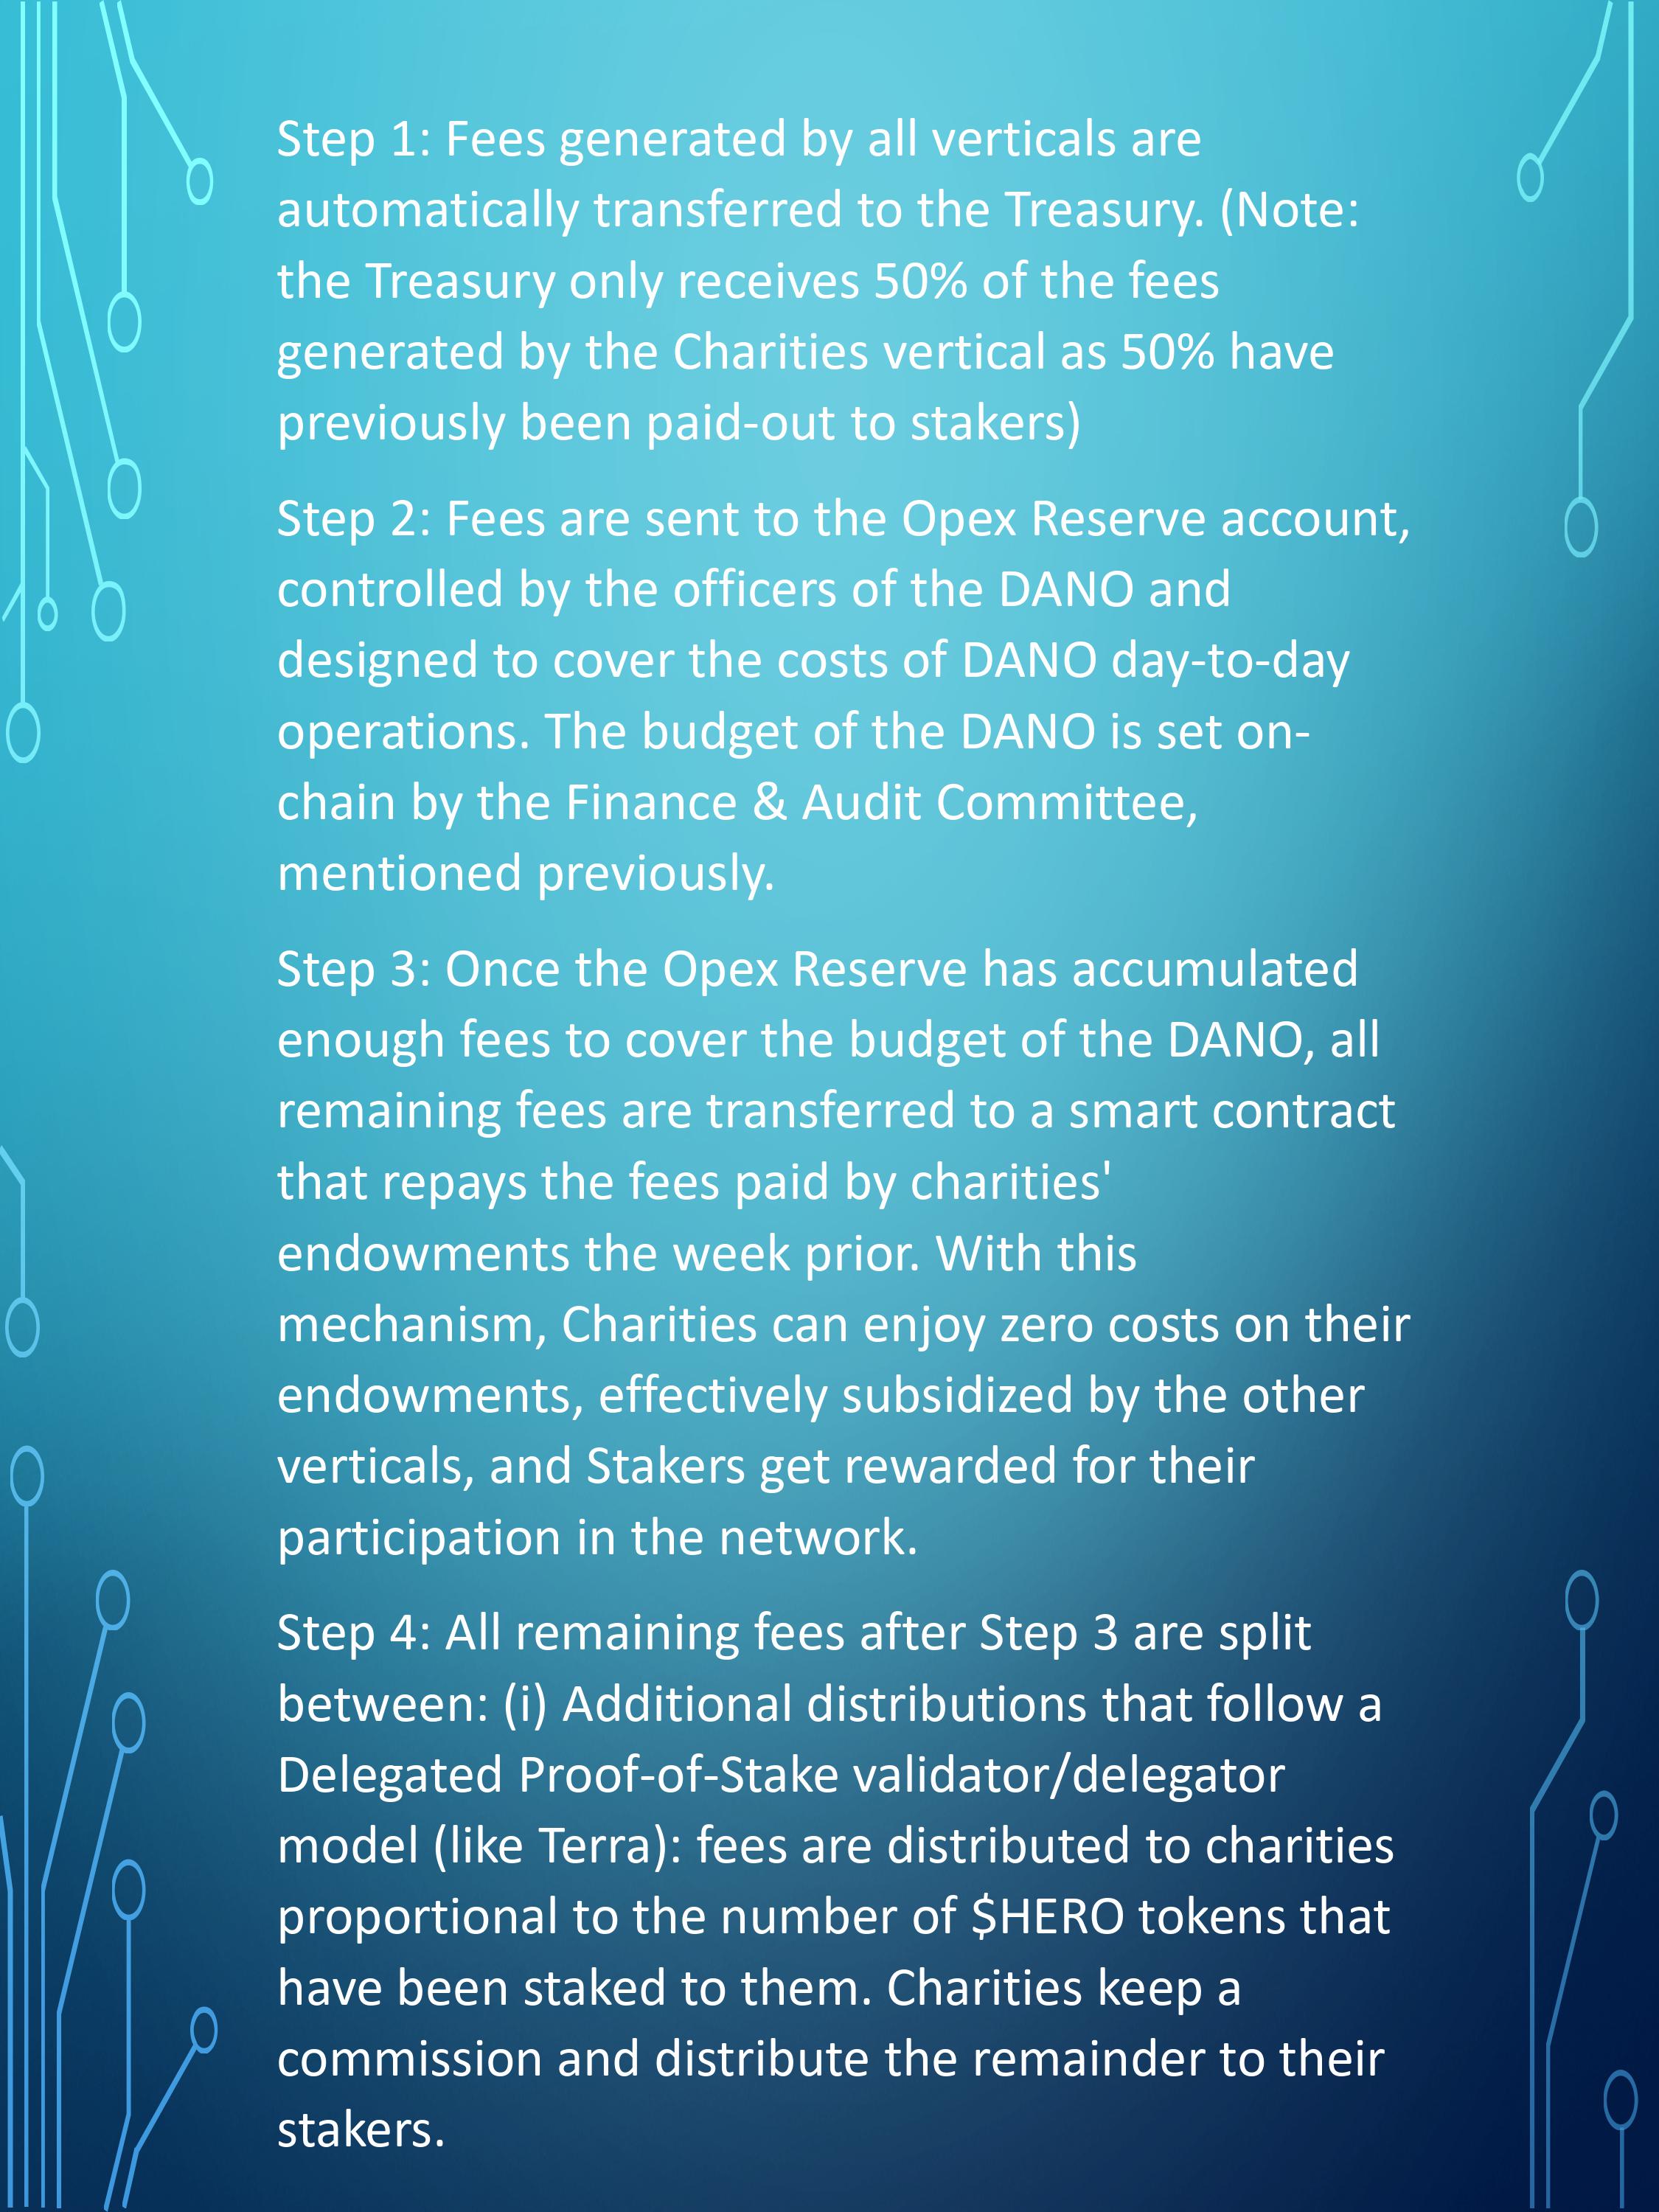 Step 1: Fees generated by all verticals are
automatically transferred to the Treasury. (Note:
the Treasury only receives 50% of the fees
generated by the Charities vertical as 50% have
previously been paid-out to stakers)
Step 2: Fees are sent to the Opex Reserve account,
controlled by the officers of the DANO and
designed to cover the costs of DANO day-to-day
operations. The budget of the DANO is set on-
chain by the Finance & Audit Committee,
mentioned previously.
Step 3: Once the Opex Reserve has accumulated
enough fees to cover the budget of the DANO, all
remaining fees are transferred to a smart contract
that repays the fees paid by charities'
endowments the week prior. With this
mechanism, Charities can enjoy zero costs on their
endowments, effectively subsidized by the other
verticals, and Stakers get rewarded for their
participation in the network.
Step 4: All remaining fees after Step 3 are split
between: (i) Additional distributions that follow a
Delegated Proof-of-Stake validator/delegator
model (like Terra): fees are distributed to charities
proportional to the number of $HERO tokens that
have been staked to them. Charities keep a
commission and distribute the remainder to their
stakers.